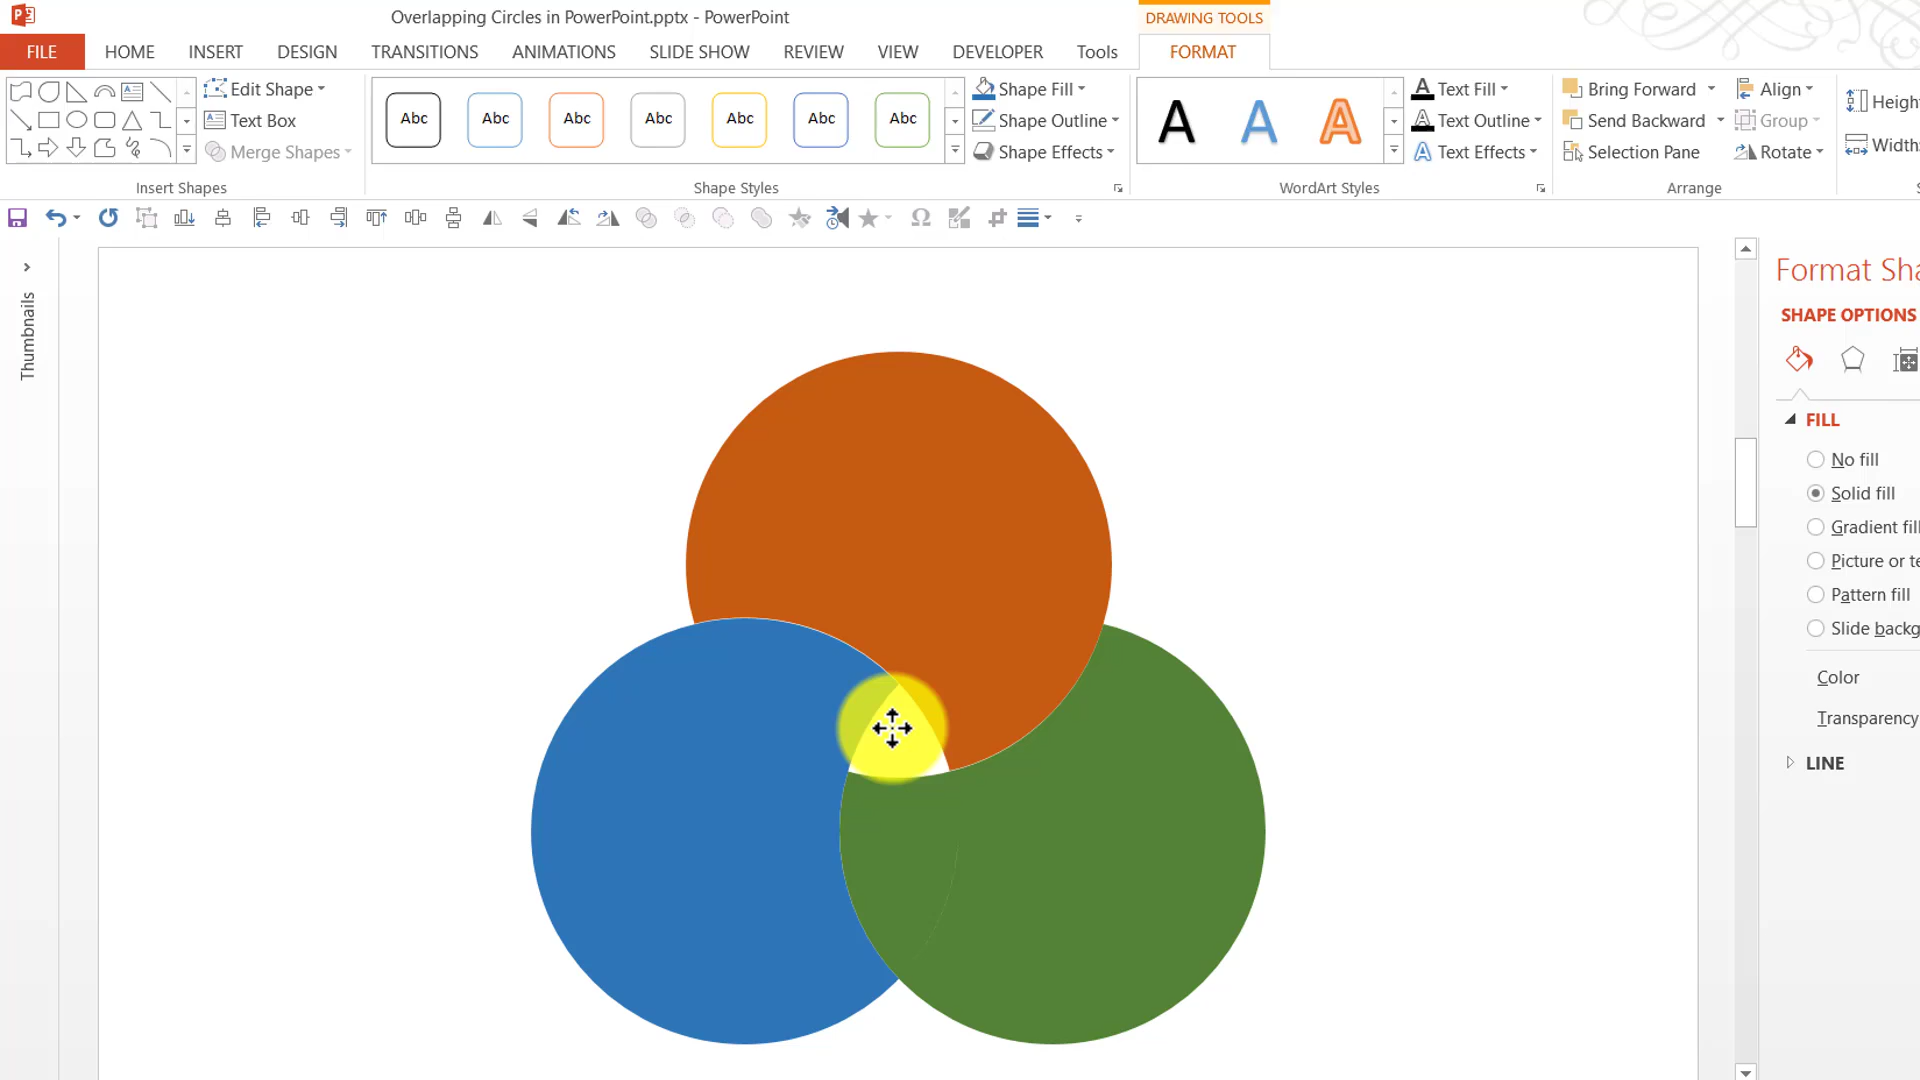 Overlapping Circles in PowerPoint.pptx - PowerPoint
DRAWING TOOLS
FILE HOME INSERT DESIGN TRANSITIONS ANIMATIONS SLIDE SHOW REVIEW VIEW DEVELOPER Tools FORMAT
Edit Shape
Text Box
Merge Shapes
Insert Shapes
Abc Abc Abc Abc Abc Abc Abc
Shape Fill
Shape Outline
Shape Effects
Shape Styles
A A A
Text Fill
Text Outline
Text Effects
WordArt Styles
Bring Forward
Send Backward
Selection Pane
Align
Group
Rotate
Arrange
Height
Width:
Thumbnails
Format Sha
SHAPE OPTIONS
FILL
No fill
Solid fill
Gradient fill
Picture or te
Pattern fill
Slide backg
Color
Transparency
LINE